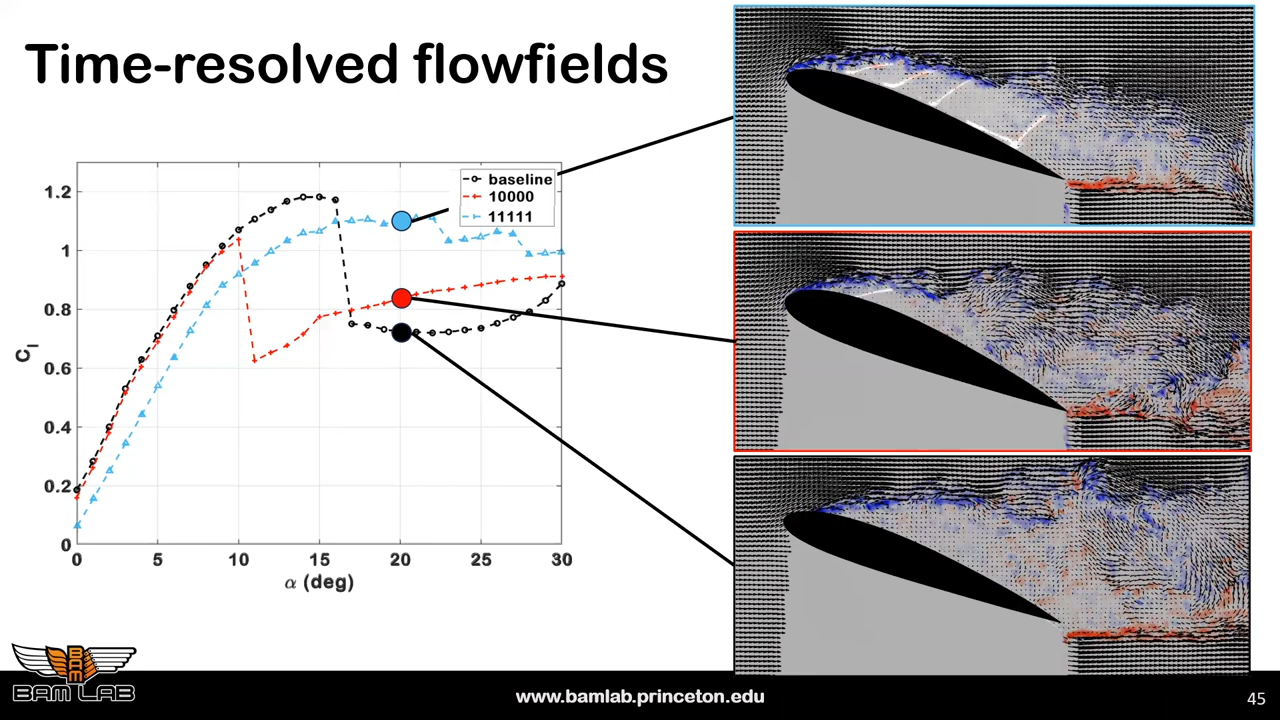 Time-resolved flowfields
1.2
1
0.8
0.6
0.4
0.2
0
C_l
baseline
10000
11111
0 5 10 15 20 25 30
α (deg)
BAM
BAM LAB
www.bamlab.princeton.edu
45